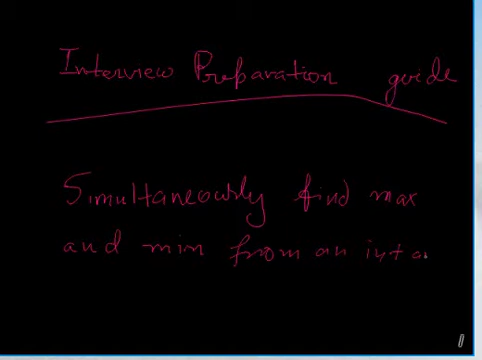 Interview Preparation guide
Simultaneously find max
and min from an int a